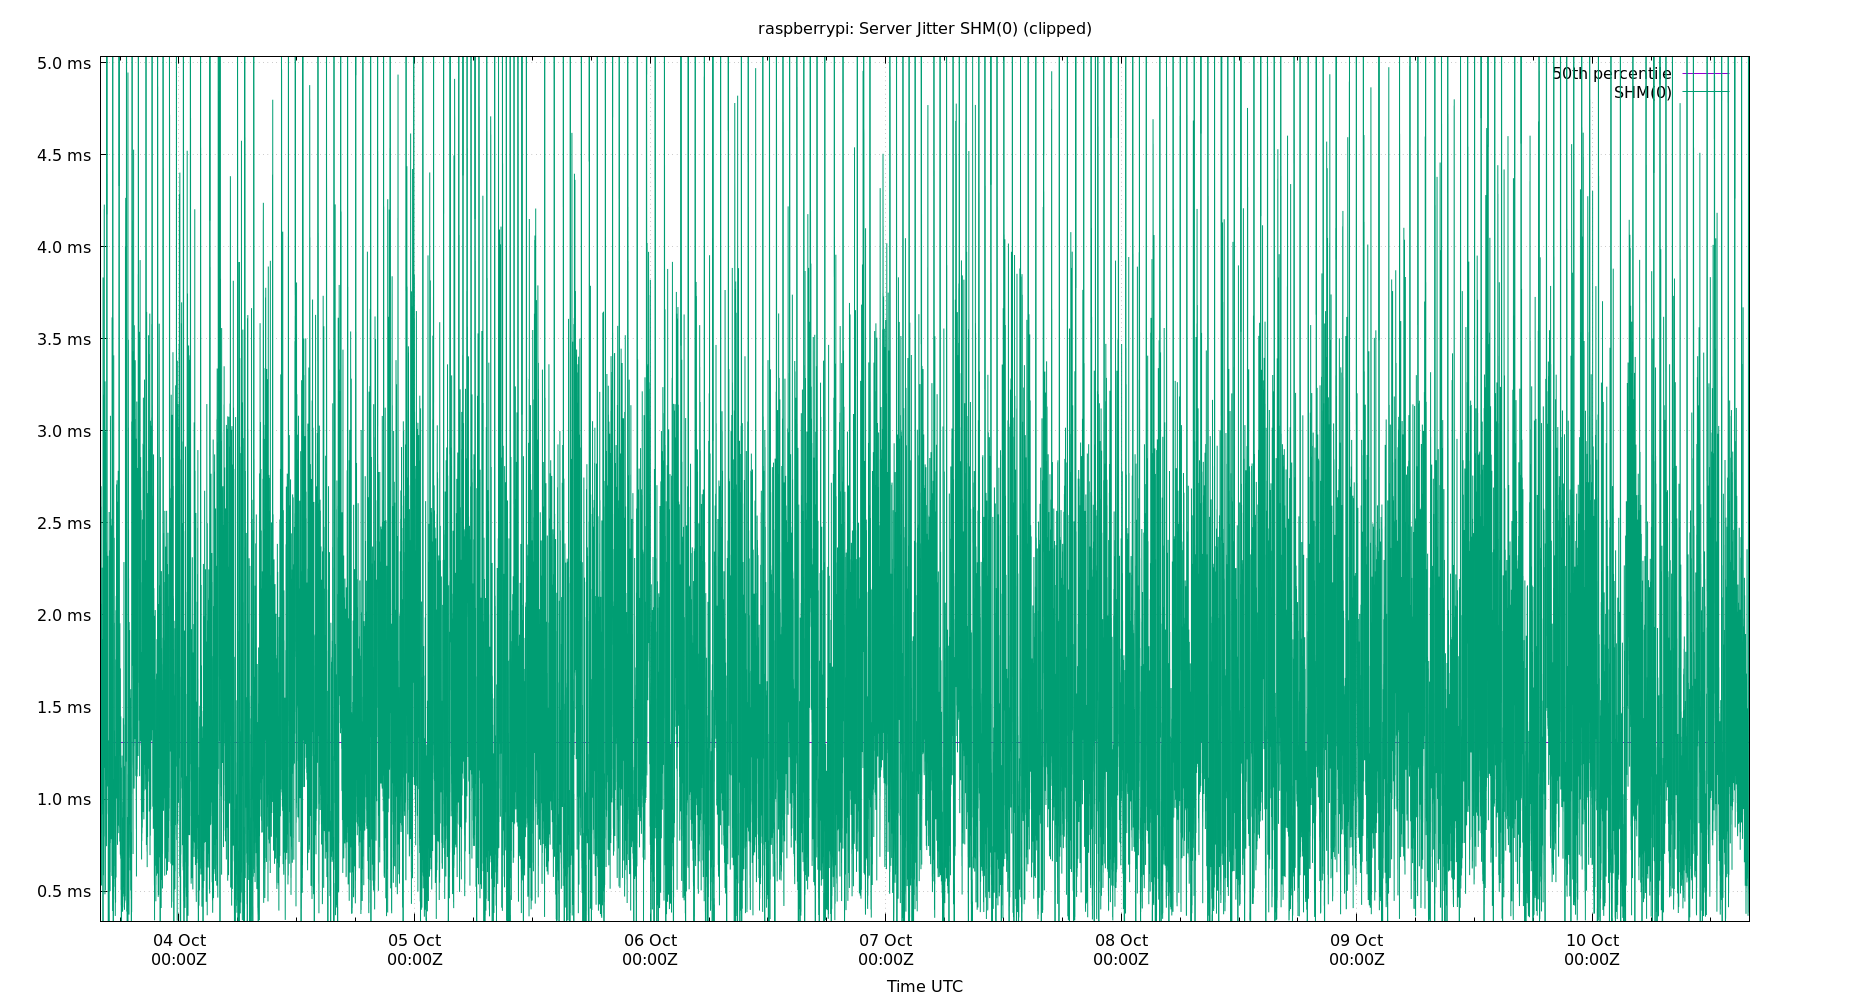 raspberrypi: Server Jitter SHM(0) (clipped)
5.0 ms
50th percentile
SHM(0)
4.5 ms
4.0 ms
3.5 ms
3.0 ms
2.5 ms
2.0 ms
1.5 ms
1.0 ms
0.5 ms
04 Oct 05 Oct 06 Oct 07 Oct 08 Oct 09 Oct 10 Oct
00:00Z 00:00Z 00:00Z 00:00Z 00:00Z 00:00Z 00:00Z
Time UTC